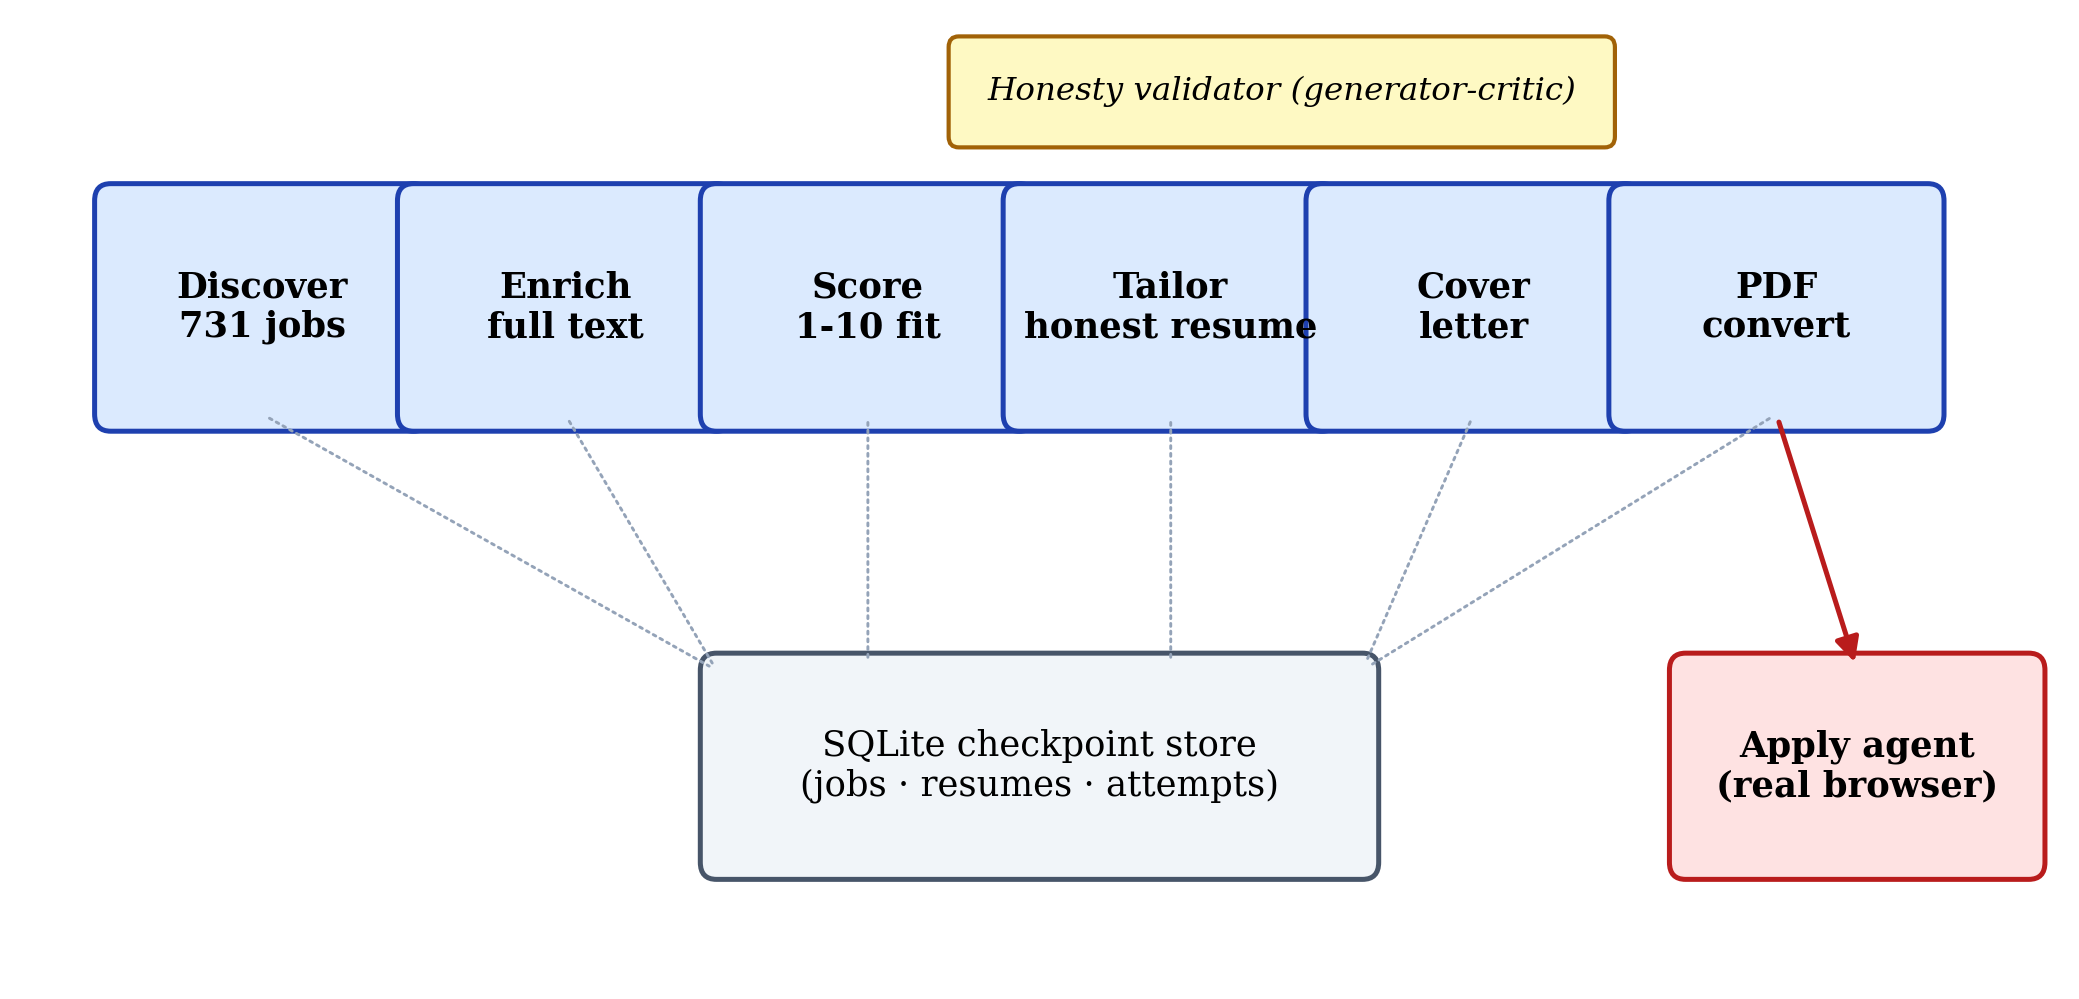 Honesty validator (generator-critic)
Discover
731 jobs
Enrich
full text
Score
1-10 fit
Tailor
honest resume
Cover
letter
PDF
convert
SQLite checkpoint store
(jobs · resumes · attempts)
Apply agent
(real browser)